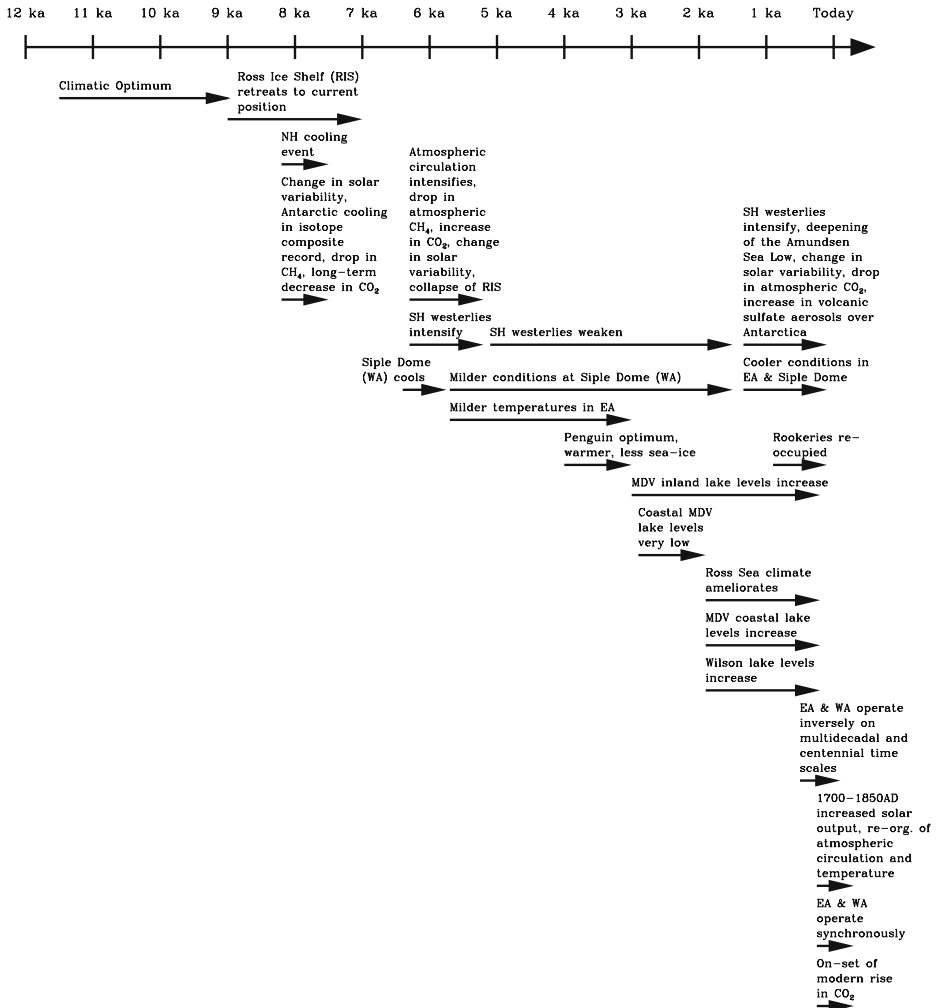 12 ka 11 ka 10 ka 9 ka 8 ka 7 ka 6 ka 5 ka 4 ka 3 ka 2 ka 1 ka Today
Climatic Optimum
Ross Ice Shelf (RIS)
retreats to current
position
NH cooling
event
Change in solar
variability,
Antarctic cooling
in isotope
composite
record, drop in
CH₄, long-term
decrease in CO₂
Atmospheric
circulation
intensifies,
drop in
atmospheric
CH₄, increase
in CO₂, change
in solar
variability,
collapse of RIS
SH westerlies
intensify, deepening
of the Amundsen
Sea Low, change in
solar variability, drop
in atmospheric CO₂,
increase in volcanic
sulfate aerosols over
Antarctica
SH westerlies
intensify
SH westerlies weaken
Siple Dome
(WA) cools
Milder conditions at Siple Dome (WA)
Cooler conditions in
EA & Siple Dome
Milder temperatures in EA
Penguin optimum,
warmer, less sea-ice
Rookeries re-
occupied
MDV inland lake levels increase
Coastal MDV
lake levels
very low
Ross Sea climate
ameliorates
MDV coastal lake
levels increase
Wilson lake levels
increase
EA & WA operate
inversely on
multidecadal and
centennial time
scales
1700-1850AD
increased solar
output, re-org. of
atmospheric
circulation and
temperature
EA & WA
operate
synchronously
On-set of
modern rise
in CO₂